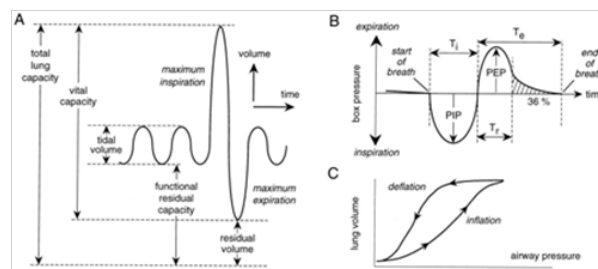 A
total
lung
capacity
vital
capacity
maximum
inspiration
volume
time
tidal
volume
functional
residual
capacity
maximum
expiration
residual
volume
B
expiration
start
of
breath
Ti
Te
end
of
breath
box pressure
PEP
PIP
36 %
time
Tr
inspiration
C
lung volume
deflation
inflation
airway pressure